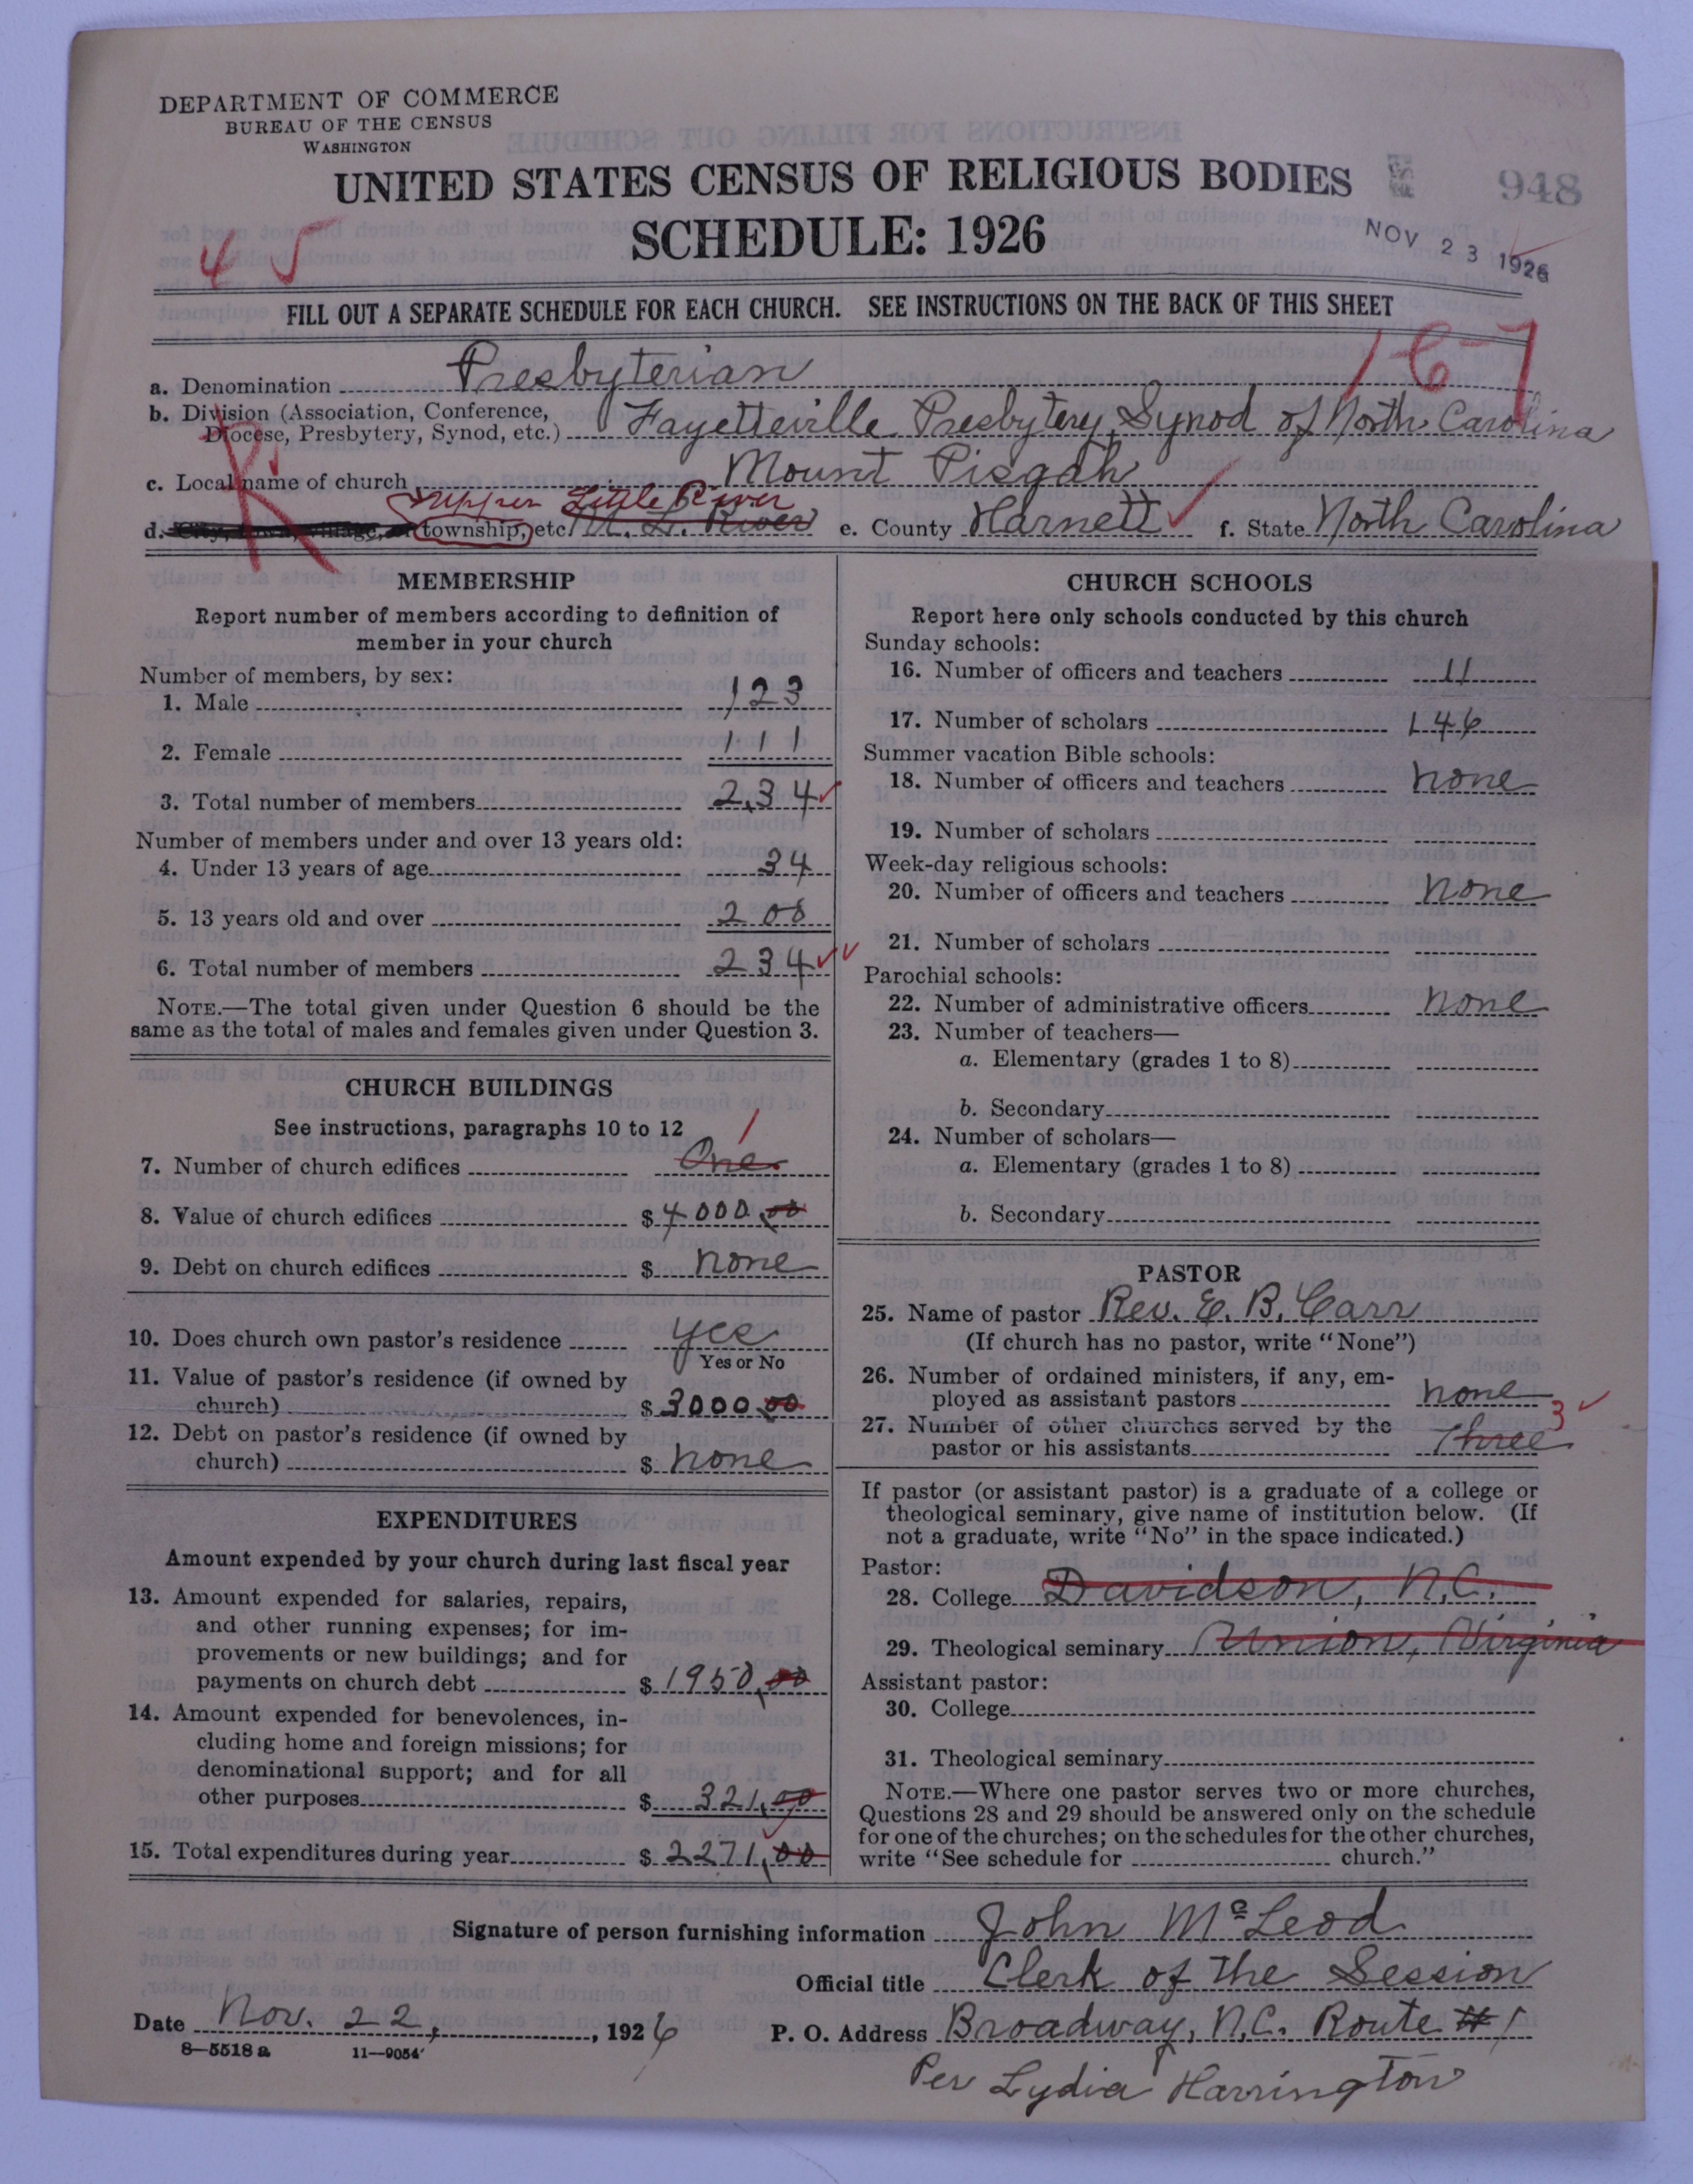 DEPARTMENT OF COMMERCE
BUREAU OF THE CENSUS
WASHINGTON
UNITED STATES CENSUS OF RELIGIOUS BODIES
948
SCHEDULE: 1926
NOV 23 1926
4
FILL OUT A SEPARATE SCHEDULE FOR EACH CHURCH. SEE INSTRUCTIONS ON THE BACK OF THIS SHEET
1-6-7
a. Denomination Presbyterian
b. Division (Association, Conference,
Diocese, Presbytery, Synod, etc.) Fayetteville Presbytery, Synod of North Carolina
R
c. Local name of church Mount Pisgah
Upper Little River
d. City, town, village, or township, etc. U. L. River e. County Harnett f. State North Carolina
MEMBERSHIP
Report number of members according to definition of
member in your church
Number of members, by sex:
1. Male 123
2. Female 111
3. Total number of members 234
Number of members under and over 13 years old:
4. Under 13 years of age 34
5. 13 years old and over 200
6. Total number of members 234
NOTE.—The total given under Question 6 should be the
same as the total of males and females given under Question 3.
CHURCH BUILDINGS
See instructions, paragraphs 10 to 12
1
7. Number of church edifices One
8. Value of church edifices $ 4000.00
9. Debt on church edifices $ none
10. Does church own pastor's residence yes
Yes or No
11. Value of pastor's residence (if owned by
church) $ 3000.00
12. Debt on pastor's residence (if owned by
church) $ none
EXPENDITURES
Amount expended by your church during last fiscal year
13. Amount expended for salaries, repairs,
and other running expenses; for im-
provements or new buildings; and for
payments on church debt $ 1950.00
14. Amount expended for benevolences, in-
cluding home and foreign missions; for
denominational support; and for all
other purposes $ 321.00
15. Total expenditures during year $ 2271.00
CHURCH SCHOOLS
Report here only schools conducted by this church
Sunday schools:
16. Number of officers and teachers 11
17. Number of scholars 146
Summer vacation Bible schools:
18. Number of officers and teachers none
19. Number of scholars
Week-day religious schools:
20. Number of officers and teachers none
21. Number of scholars
Parochial schools:
22. Number of administrative officers none
23. Number of teachers—
a. Elementary (grades 1 to 8)
b. Secondary
24. Number of scholars—
a. Elementary (grades 1 to 8)
b. Secondary
PASTOR
25. Name of pastor Rev. E. B. Carr
(If church has no pastor, write "None")
26. Number of ordained ministers, if any, em-
ployed as assistant pastors none
27. Number of other churches served by the 3
pastor or his assistants Three
If pastor (or assistant pastor) is a graduate of a college or
theological seminary, give name of institution below. (If
not a graduate, write "No" in the space indicated.)
Pastor:
28. College Davidson, N.C.
29. Theological seminary Union, Virginia
Assistant pastor:
30. College
31. Theological seminary
NOTE.—Where one pastor serves two or more churches,
Questions 28 and 29 should be answered only on the schedule
for one of the churches; on the schedules for the other churches,
write "See schedule for church."
Signature of person furnishing information John McLeod
Official title Clerk of the Session
Date Nov. 22, , 1926 P. O. Address Broadway, N.C. Route #1
8—5518 a 11—9054
Per Lydia Harrington